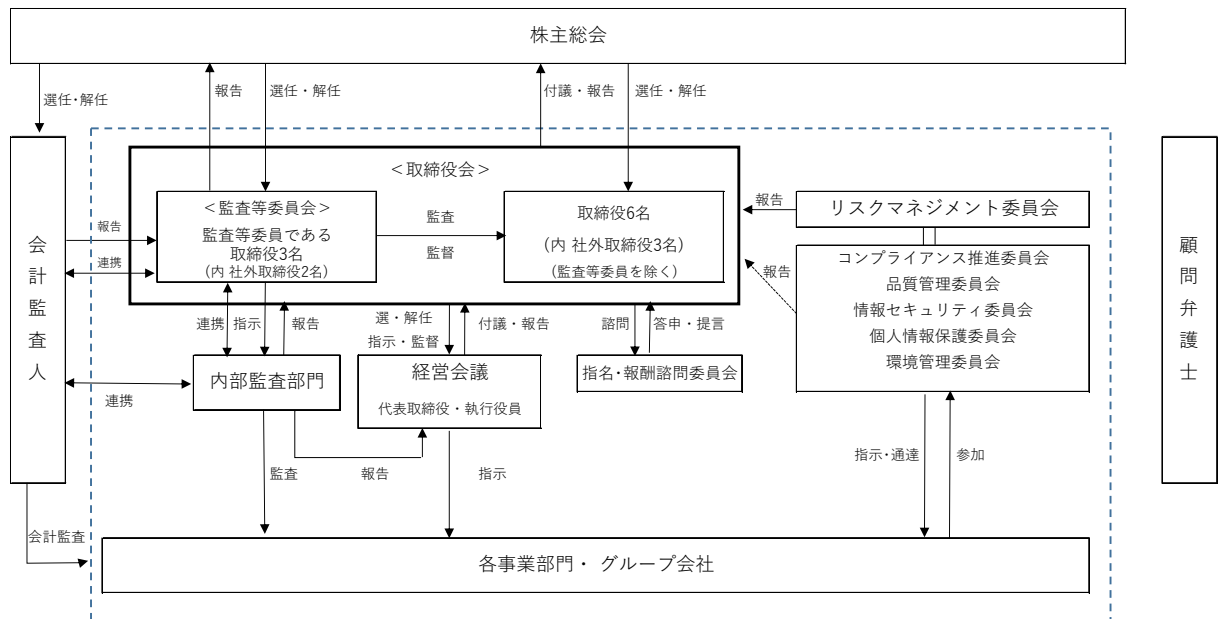 株主総会
選任・解任
報告
選任・解任
付議・報告
選任・解任
＜取締役会＞
＜監査等委員会＞
監査等委員である
取締役3名
(内 社外取締役2名)
監査
監督
取締役6名
(内 社外取締役3名)
(監査等委員を除く)
報告
リスクマネジメント委員会
報告
コンプライアンス推進委員会
品質管理委員会
情報セキュリティ委員会
個人情報保護委員会
環境管理委員会
会計監査人
報告
連携
顧問弁護士
連携
指示
報告
選・解任
指示・監督
付議・報告
諮問
答申・提言
内部監査部門
経営会議
代表取締役・執行役員
指名・報酬諮問委員会
連携
監査
報告
指示
指示・通達
参加
会計監査
各事業部門・ グループ会社